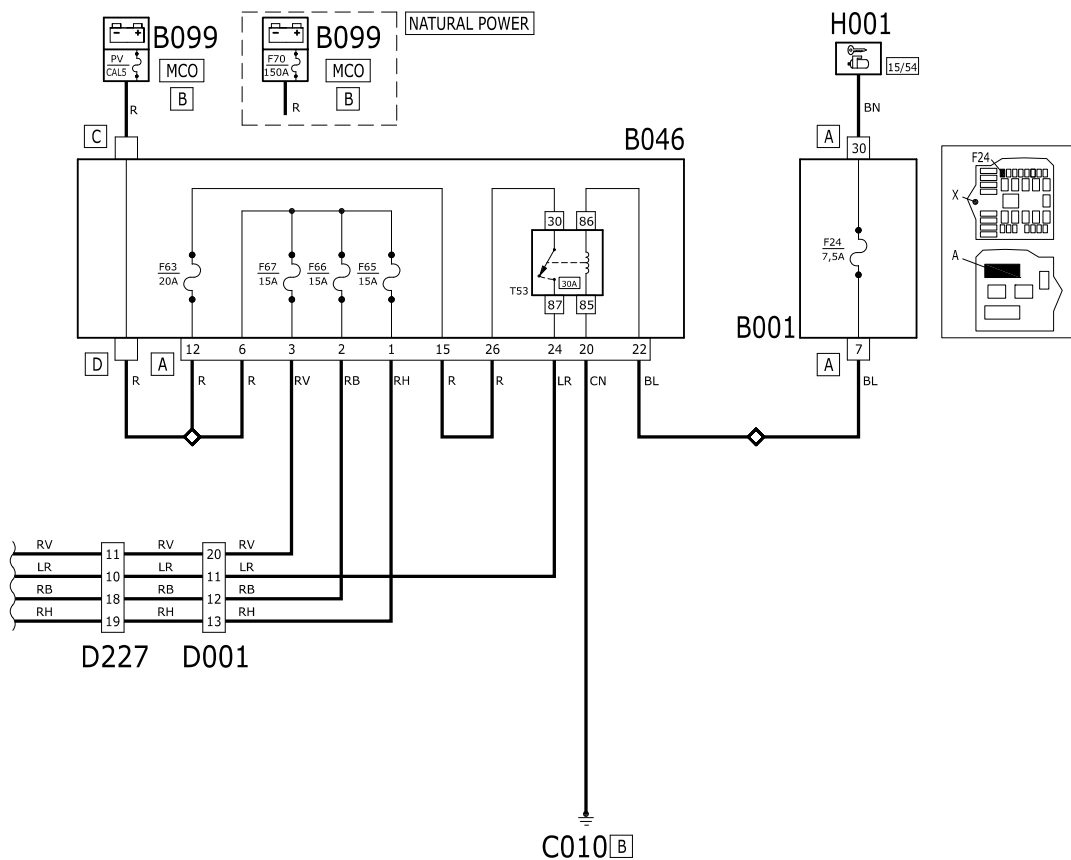 NATURAL POWER
- +
B099
PV
CAL5
MCO
B
R
- +
B099
F70
150A
MCO
B
R
H001
15/54
BN
C
B046
A
30
F24
X
A
30 86
F63
20A
F67
15A
F66
15A
F65
15A
T53
30A
87 85
F24
7,5A
B001
D
A
12 6 3 2 1 15 26 24 20 22
A
7
R R R RV RB RH R R LR CN BL
BL
RV 11 RV 20 RV
LR 10 LR 11 LR
RB 18 RB 12 RB
RH 19 RH 13 RH
D227 D001
C010 B